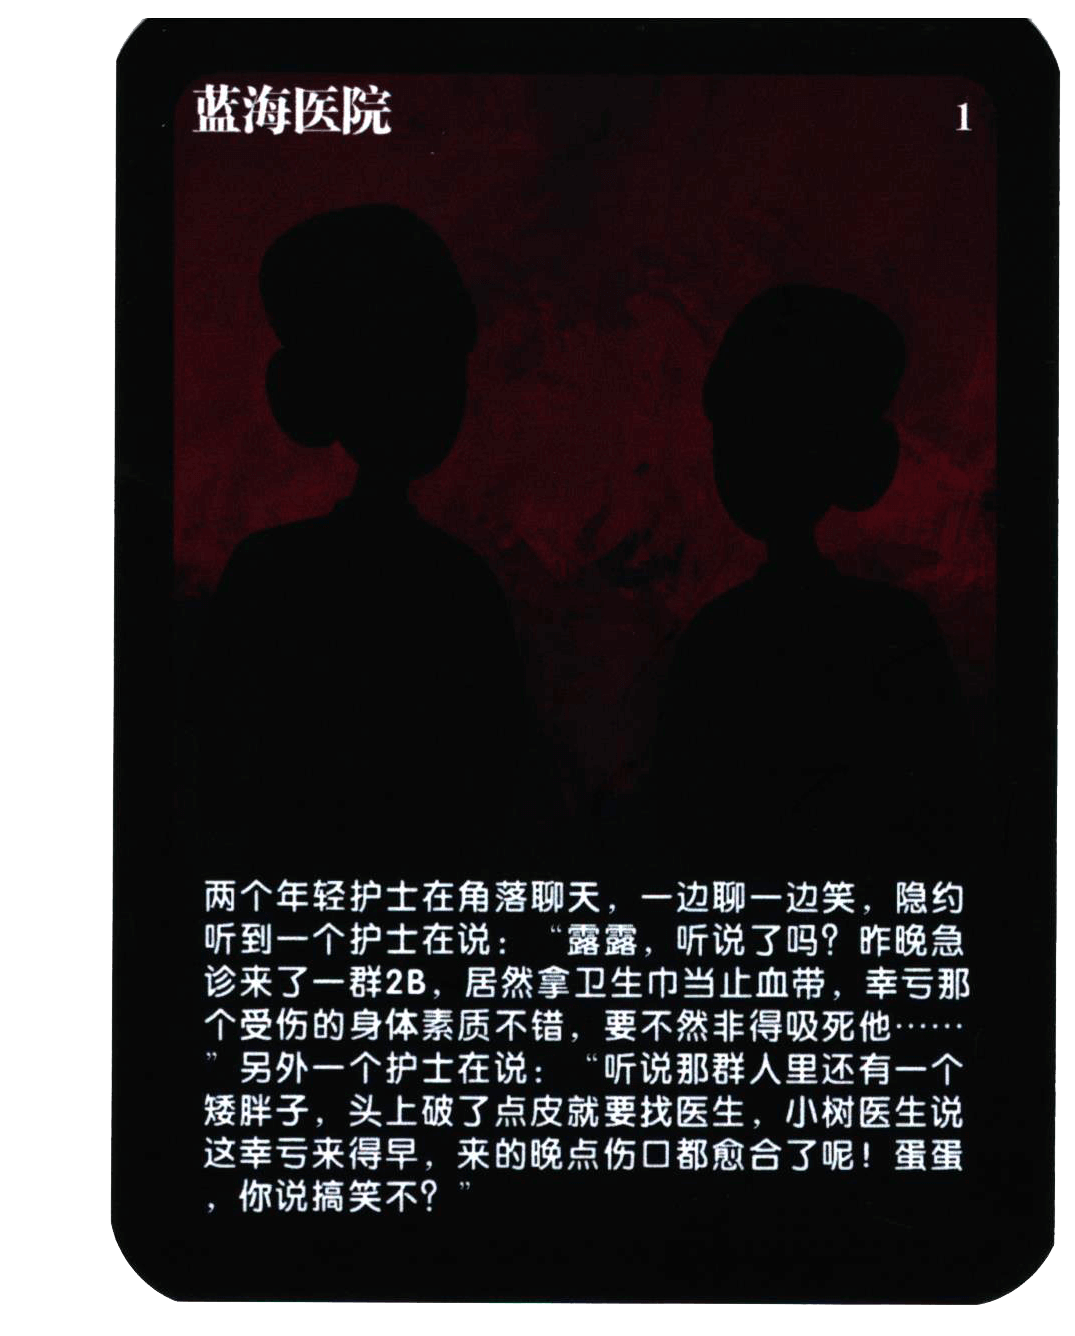 蓝海医院
1
两个年轻护士在角落聊天，一边聊一边笑，隐约
听到一个护士在说：“露露，听说了吗？昨晚急
诊来了一群2B，居然拿卫生巾当止血带，幸亏那
个受伤的身体素质不错，要不然非得吸死他……
”另外一个护士在说：“听说那群人里还有一个
矮胖子，头上破了点皮就要找医生，小树医生说
这幸亏来得早，来的晚点伤口都愈合了呢！蛋蛋
，你说搞笑不？”